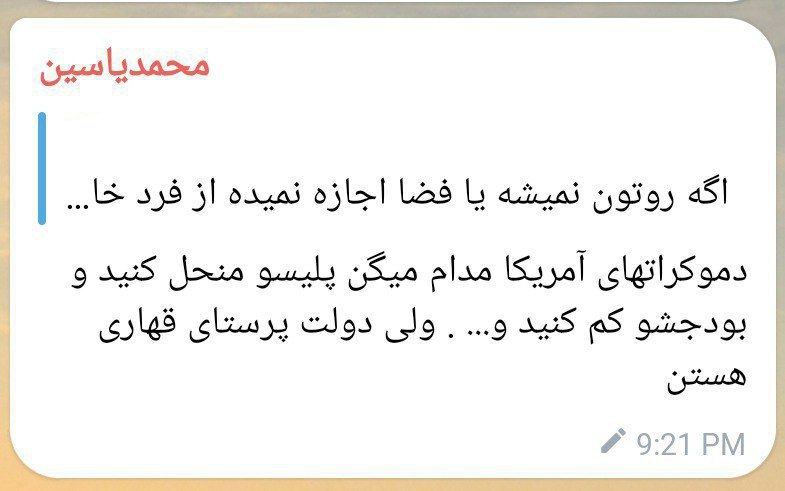 محمدیاسین
اگه روتون نمیشه یا فضا اجازه نمیده از فرد خا...
دموکراتهای آمریکا مدام میگن پلیسو منحل کنید و
بودجشو کم کنید و... . ولی دولت پرستای قهاری
هستن
9:21 PM